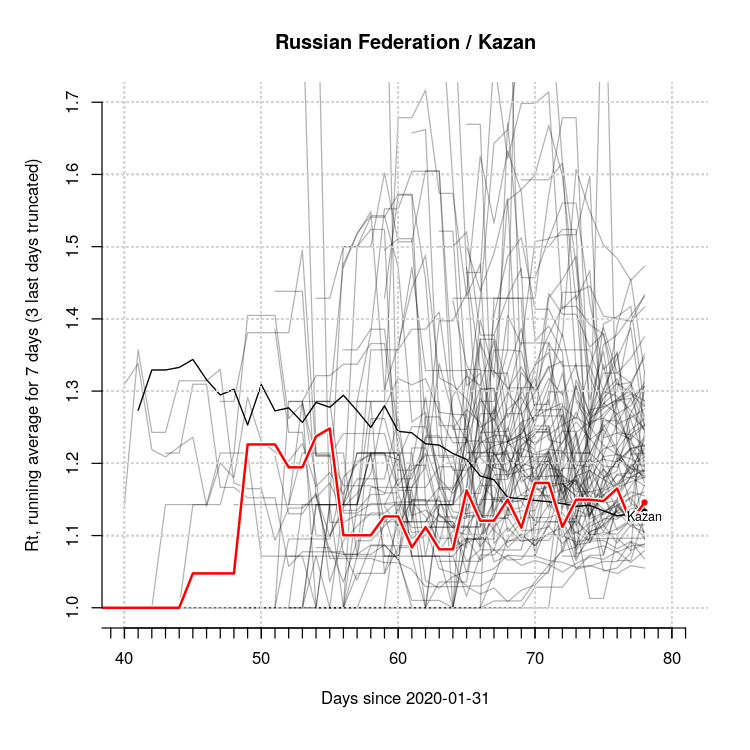 Russian Federation / Kazan
Rt, running average for 7 days (3 last days truncated)
1.7
1.6
1.5
1.4
1.3
1.2
1.1
1.0
Kazan
40 50 60 70 80
Days since 2020-01-31